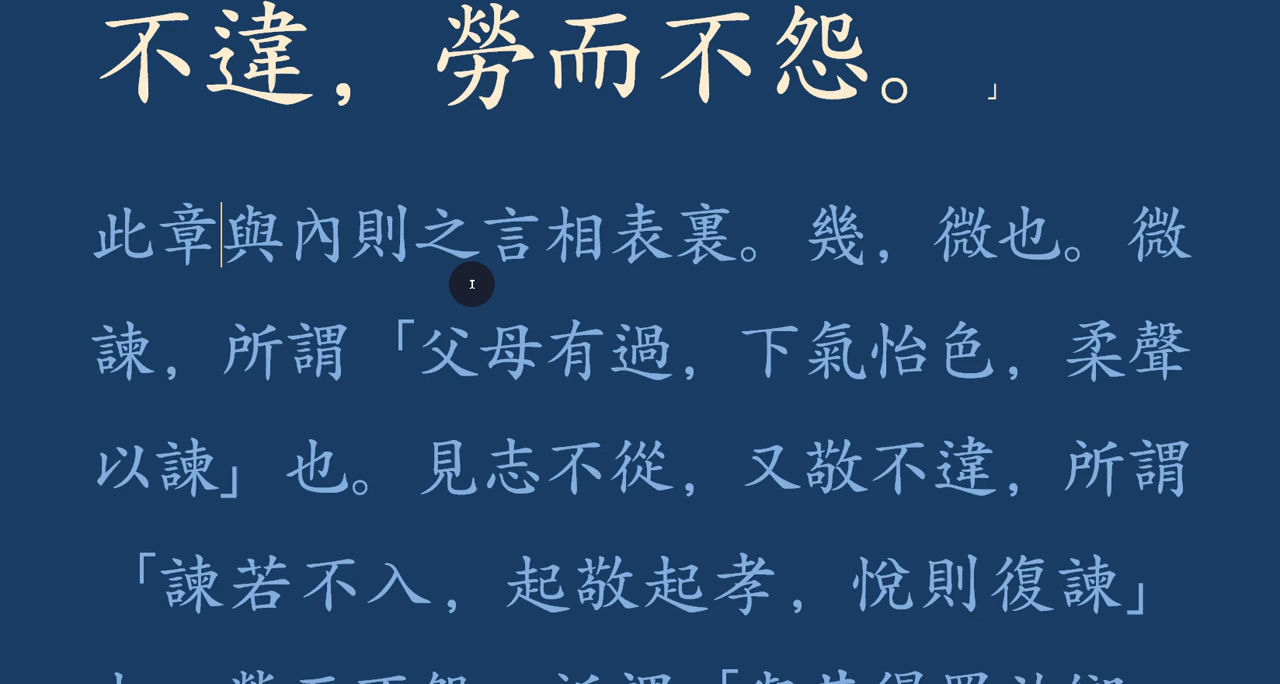 不違，勞而不怨。」
此章與內則之言相表裏。幾，微也。微
諫，所謂「父母有過，下氣怡色，柔聲
以諫」也。見志不從，又敬不違，所謂
「諫若不入，起敬起孝，悅則復諫」